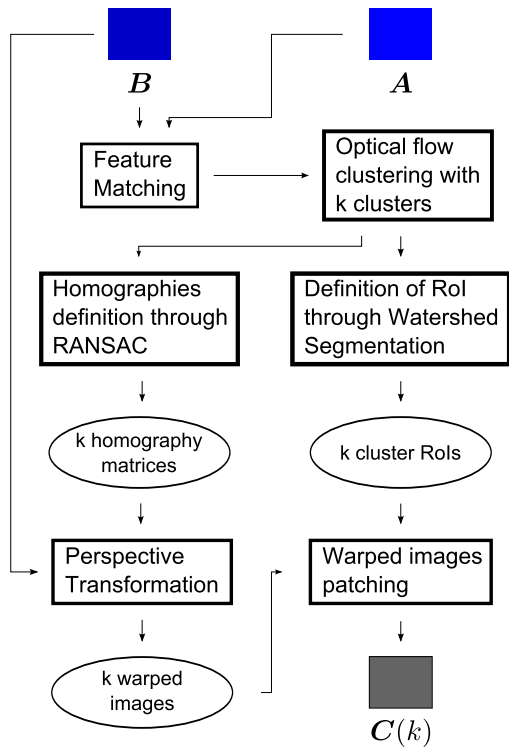 B
A
Feature
Matching
Optical flow
clustering with
k clusters
Homographies
definition through
RANSAC
Definition of RoI
through Watershed
Segmentation
k homography
matrices
k cluster RoIs
Perspective
Transformation
Warped images
patching
k warped
images
C(k)